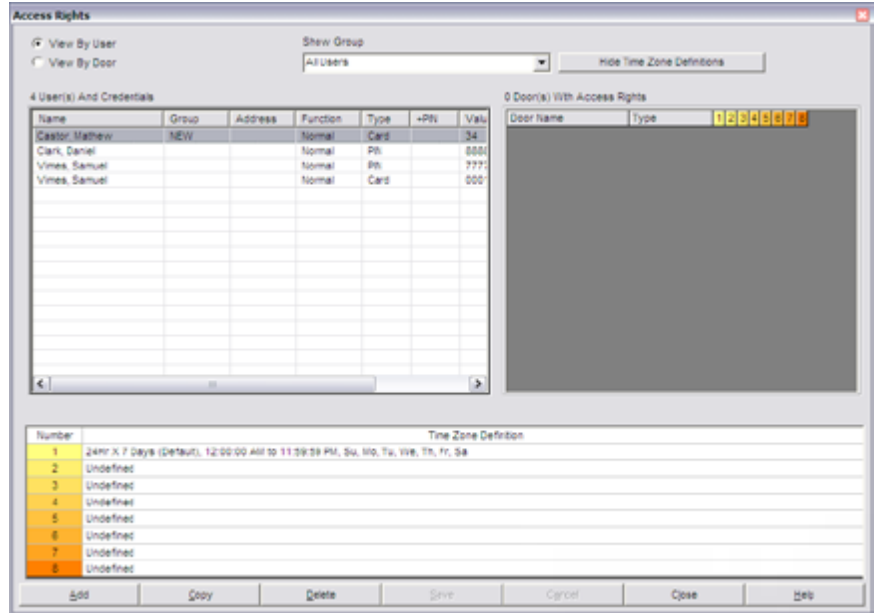 Access Rights
View By User
View By Door
Show Group
All Users
Hide Time Zone Definitions
4 User(s) And Credentials
Name Group Address Function Type +PIN Valu
Castor, Mathew NEW Normal Card 34
Clark, Daniel Normal PIN 8888
Vimes, Samuel Normal PIN 7777
Vimes, Samuel Normal Card 0001
0 Door(s) With Access Rights
Door Name Type 1 2 3 4 5 6 7 8
Number Time Zone Definition
1 24Hr X 7 Days (Default), 12:00:00 AM to 11:59:59 PM, Su, Mo, Tu, We, Th, Fr, Sa
2 Undefined
3 Undefined
4 Undefined
5 Undefined
6 Undefined
7 Undefined
8 Undefined
Add Copy Delete Save Cancel Close Help